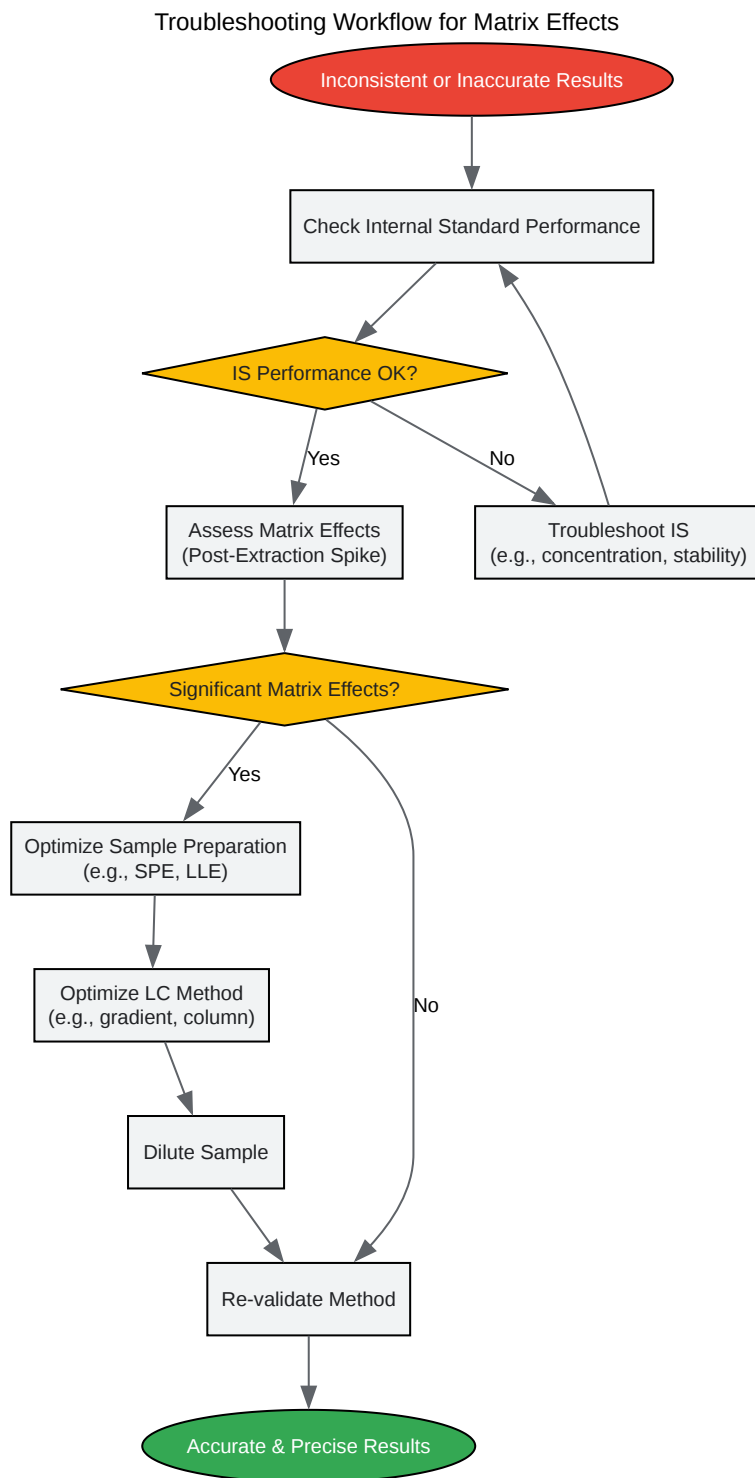 Troubleshooting Workflow for Matrix Effects
Inconsistent or Inaccurate Results
Check Internal Standard Performance
IS Performance OK?
Yes
No
Assess Matrix Effects
(Post-Extraction Spike)
Troubleshoot IS
(e.g., concentration, stability)
Significant Matrix Effects?
Yes
Optimize Sample Preparation
(e.g., SPE, LLE)
Optimize LC Method
(e.g., gradient, column)
No
Dilute Sample
Re-validate Method
Accurate & Precise Results